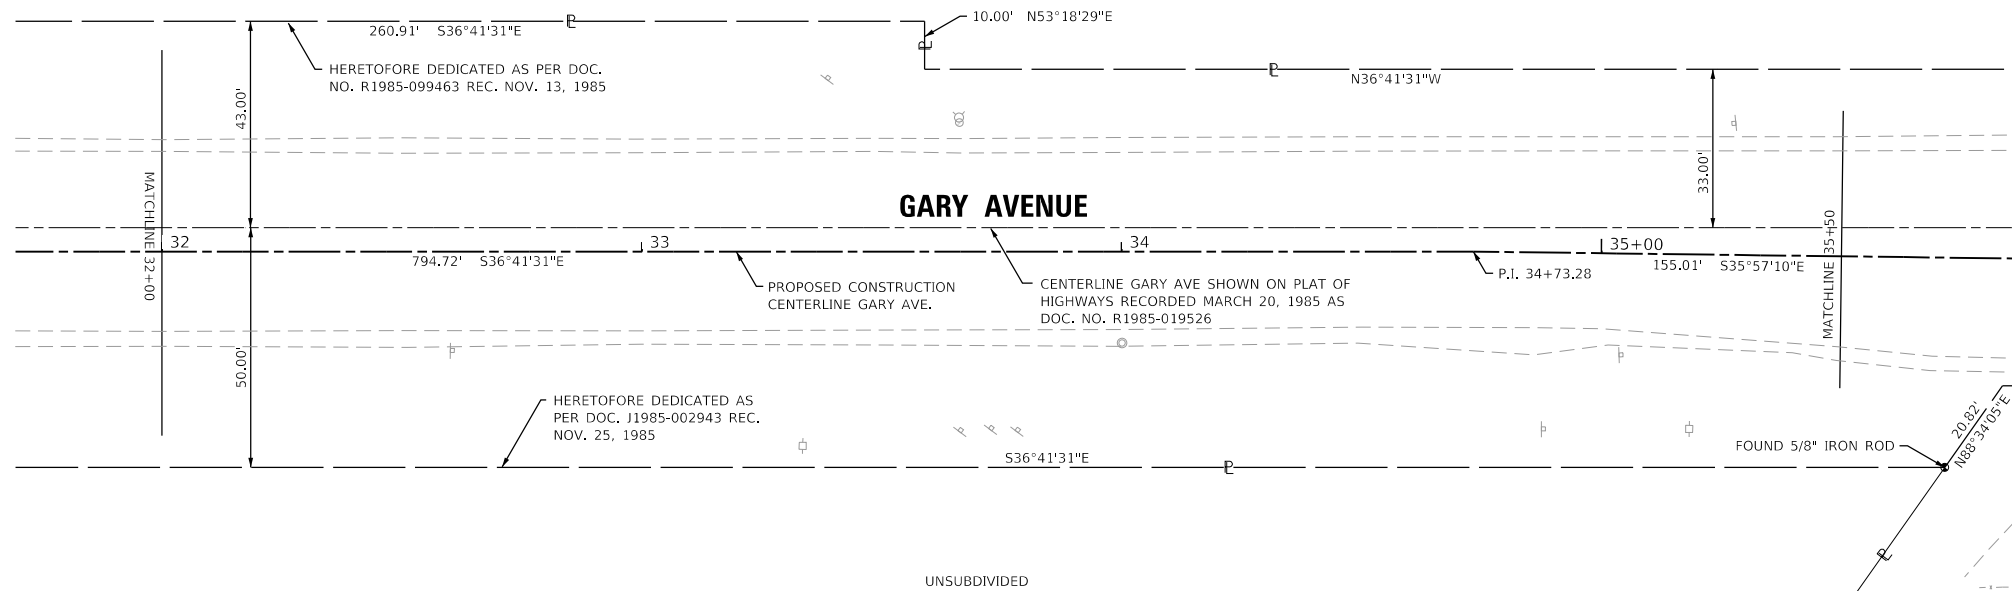 10.00' N53°18'29"E
260.91' S36°41'31"E
HERETOFORE DEDICATED AS PER DOC.
NO. R1985-099463 REC. NOV. 13, 1985
N36°41'31"W
43.00'
33.00'
MATCHLINE 32+00
GARY AVENUE
MATCHLINE 35+50
32
33
34
35+00
794.72' S36°41'31"E
155.01' S35°57'10"E
P.I. 34+73.28
PROPOSED CONSTRUCTION
CENTERLINE GARY AVE.
CENTERLINE GARY AVE SHOWN ON PLAT OF
HIGHWAYS RECORDED MARCH 20, 1985 AS
DOC. NO. R1985-019526
50.00'
HERETOFORE DEDICATED AS
PER DOC. J1985-002943 REC.
NOV. 25, 1985
S36°41'31"E
FOUND 5/8" IRON ROD
20.82'
N88°34'05"E
UNSUBDIVIDED